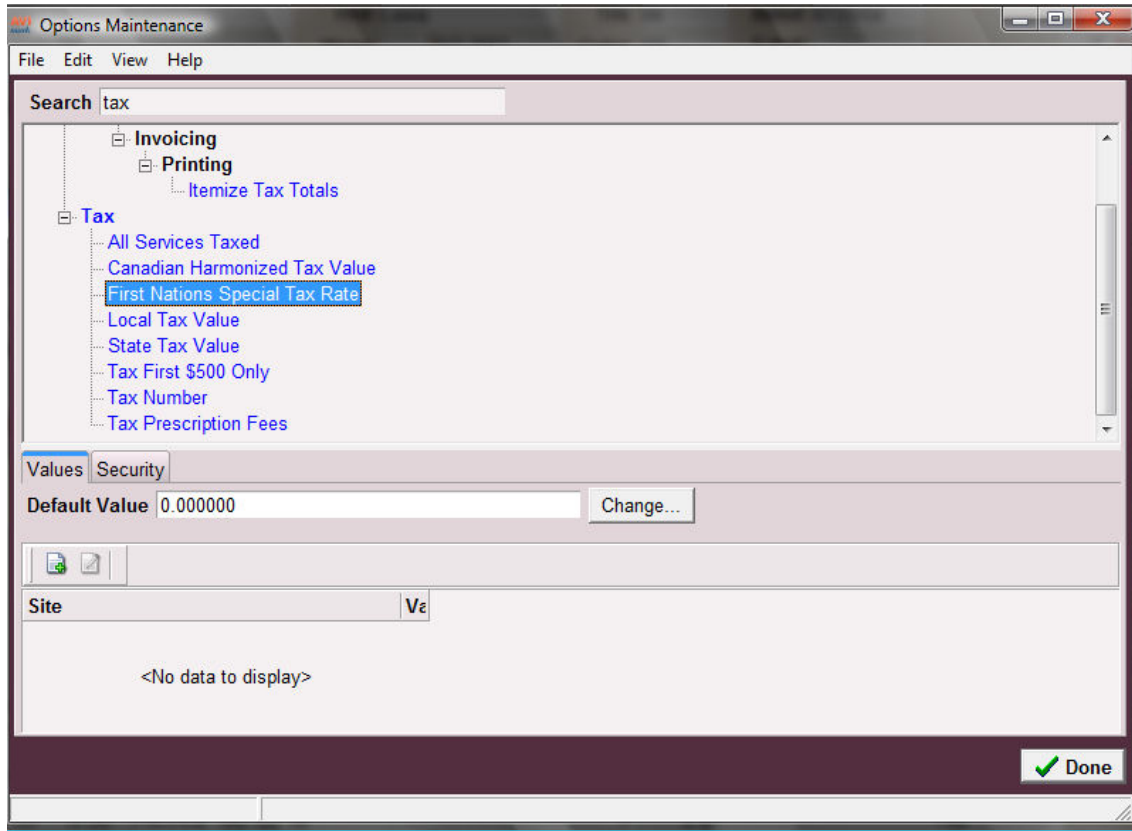 Options Maintenance
File Edit View Help
Search tax
Invoicing
Printing
Itemize Tax Totals
Tax
All Services Taxed
Canadian Harmonized Tax Value
First Nations Special Tax Rate
Local Tax Value
State Tax Value
Tax First $500 Only
Tax Number
Tax Prescription Fees
Values Security
Default Value 0.000000 Change...
Site Va
<No data to display>
Done